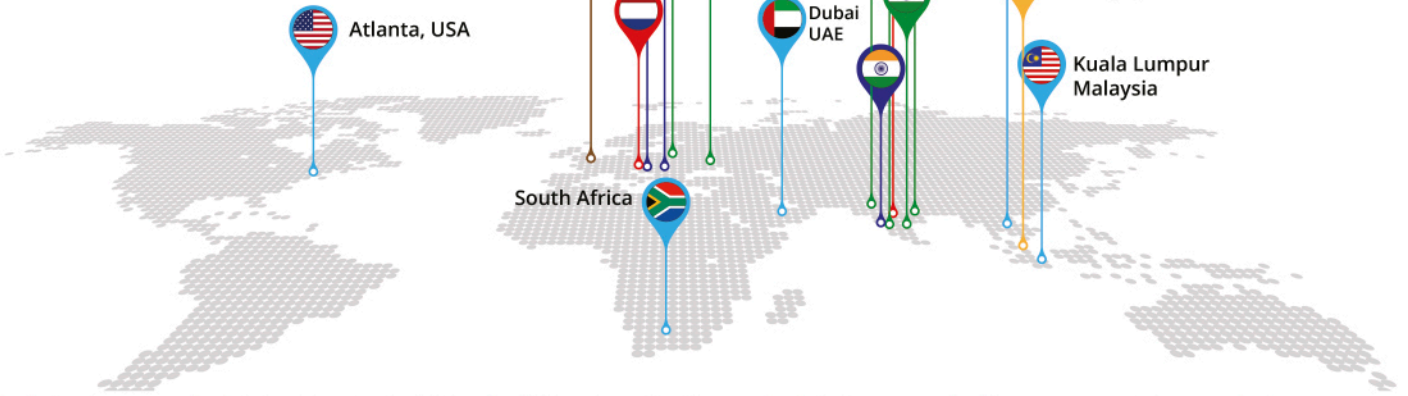 Atlanta, USA
Dubai
UAE
Kuala Lumpur
Malaysia
South Africa